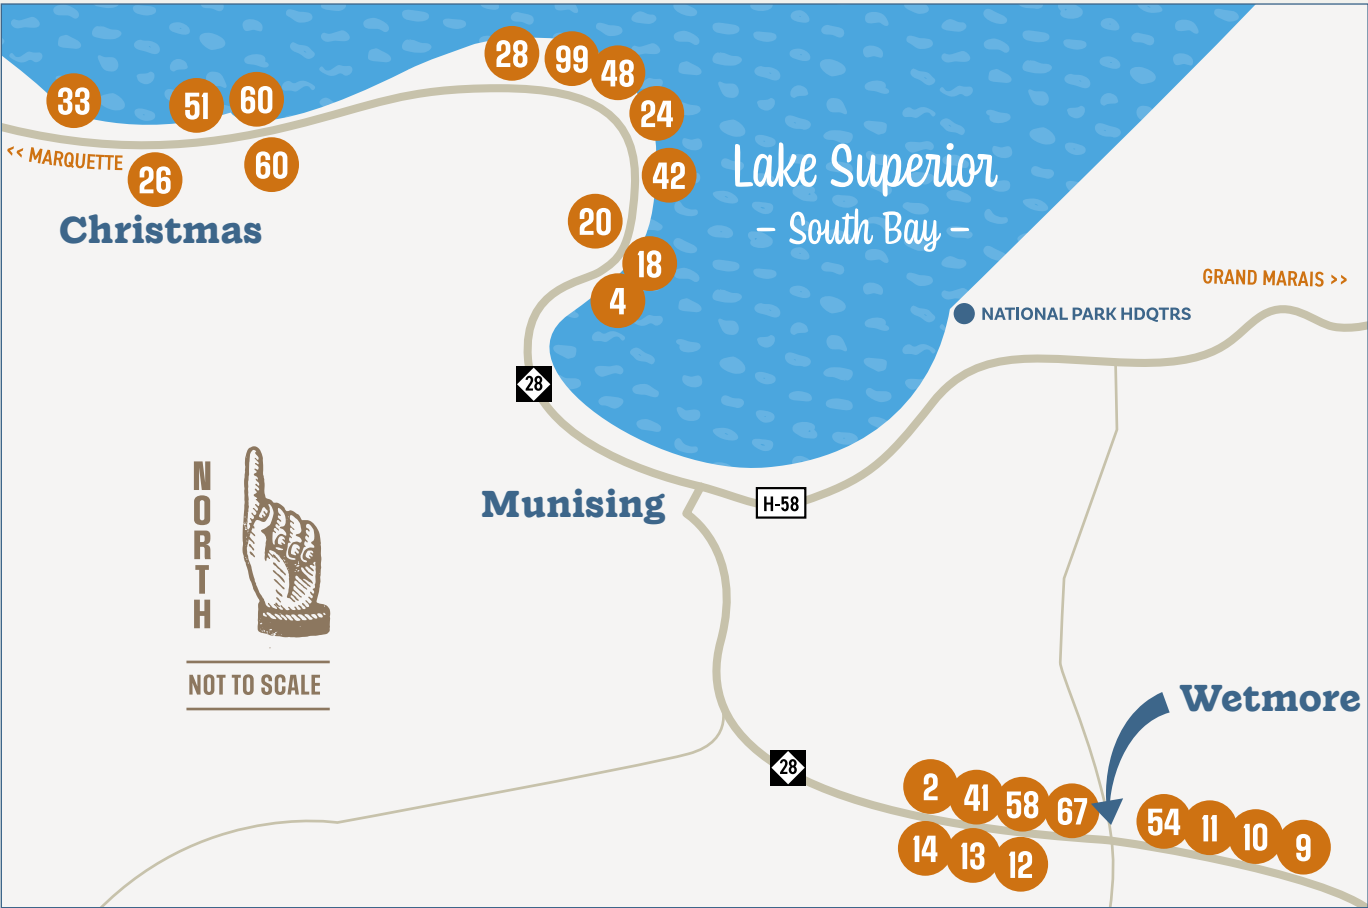 28
99
48
33
51
60
24
<< MARQUETTE
26
60
42
Lake Superior
– South Bay –
Christmas
20
18
4
GRAND MARAIS >>
NATIONAL PARK HDQTRS
28
Munising
H-58
NORTH
NOT TO SCALE
Wetmore
28
2
41
58
67
54
11
10
9
14
13
12